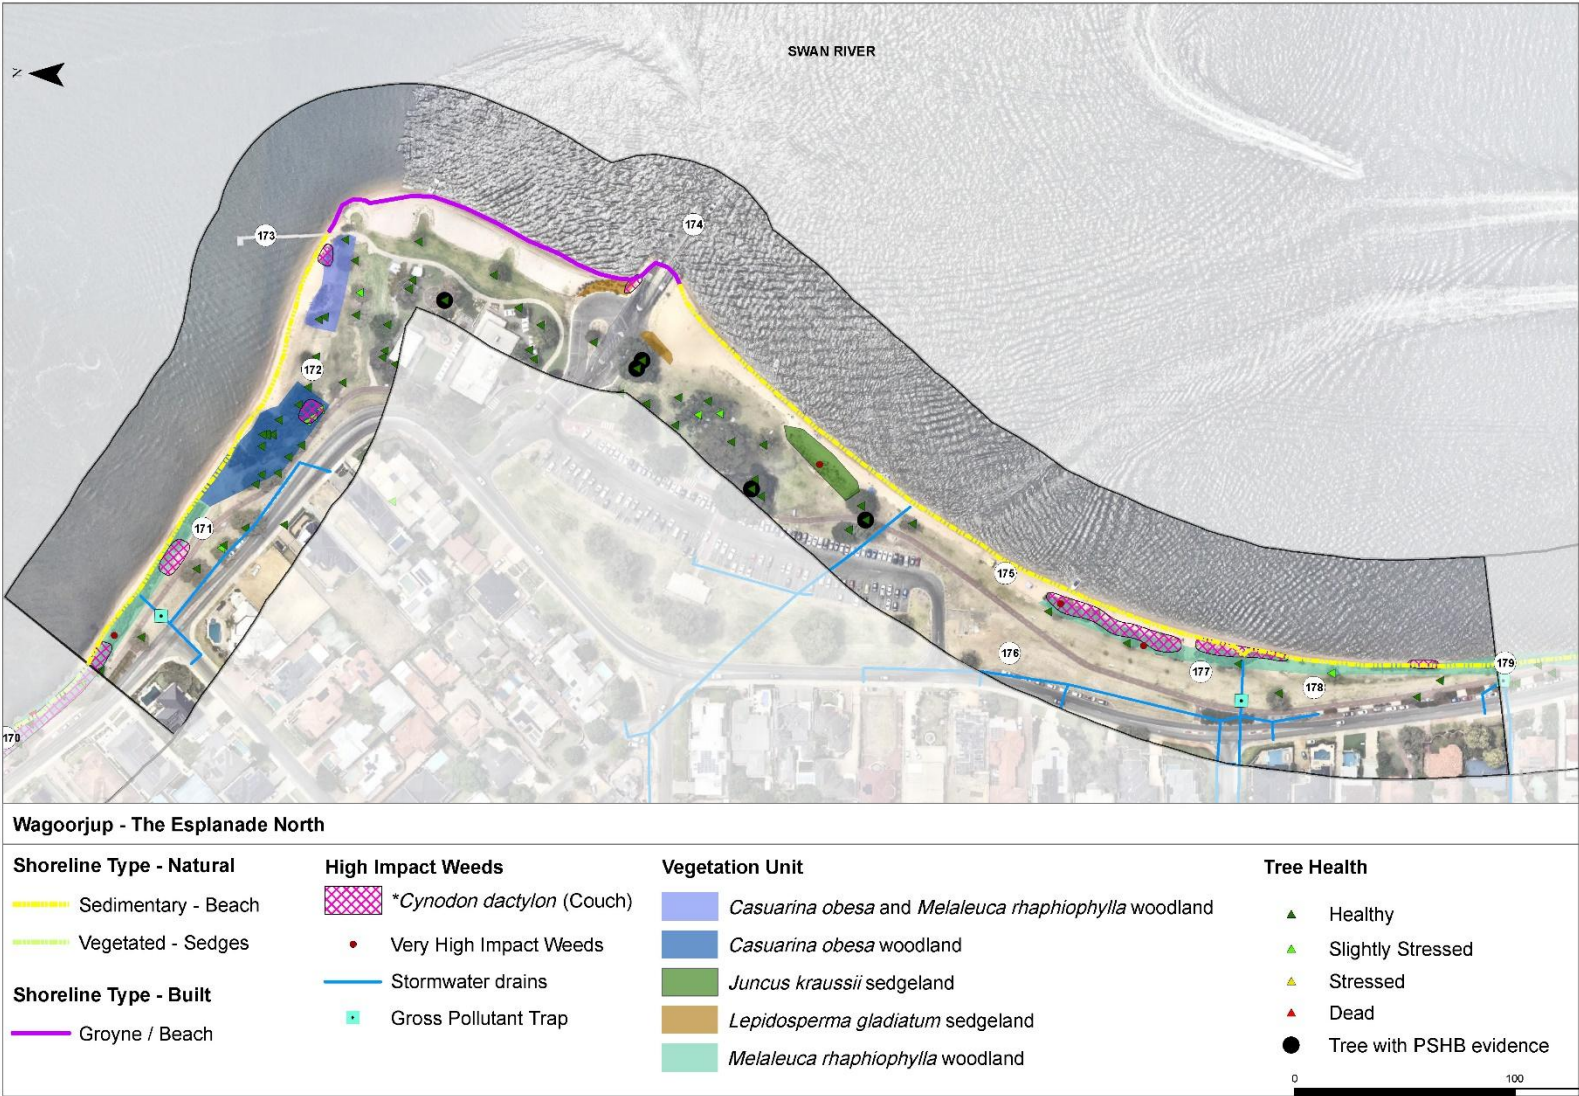 SWAN RIVER
N
173
174
172
171
175
176
177
178
179
170
Wagoorjup - The Esplanade North
Shoreline Type - Natural
Sedimentary - Beach
Vegetated - Sedges
Shoreline Type - Built
Groyne / Beach
High Impact Weeds
*Cynodon dactylon (Couch)
Very High Impact Weeds
Stormwater drains
Gross Pollutant Trap
Vegetation Unit
Casuarina obesa and Melaleuca rhaphiophylla woodland
Casuarina obesa woodland
Juncus kraussii sedgeland
Lepidosperma gladiatum sedgeland
Melaleuca rhaphiophylla woodland
Tree Health
Healthy
Slightly Stressed
Stressed
Dead
Tree with PSHB evidence
0 100